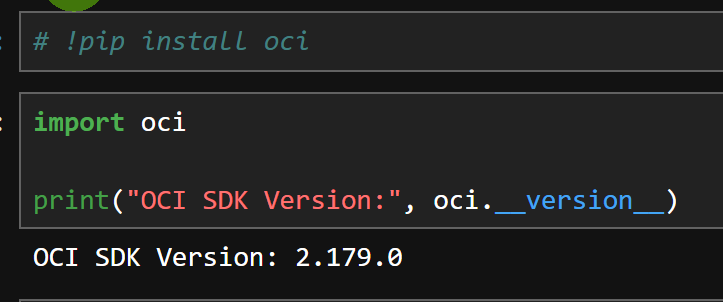 # !pip install oci
import oci
print("OCI SDK Version:", oci.__version__)
OCI SDK Version: 2.179.0